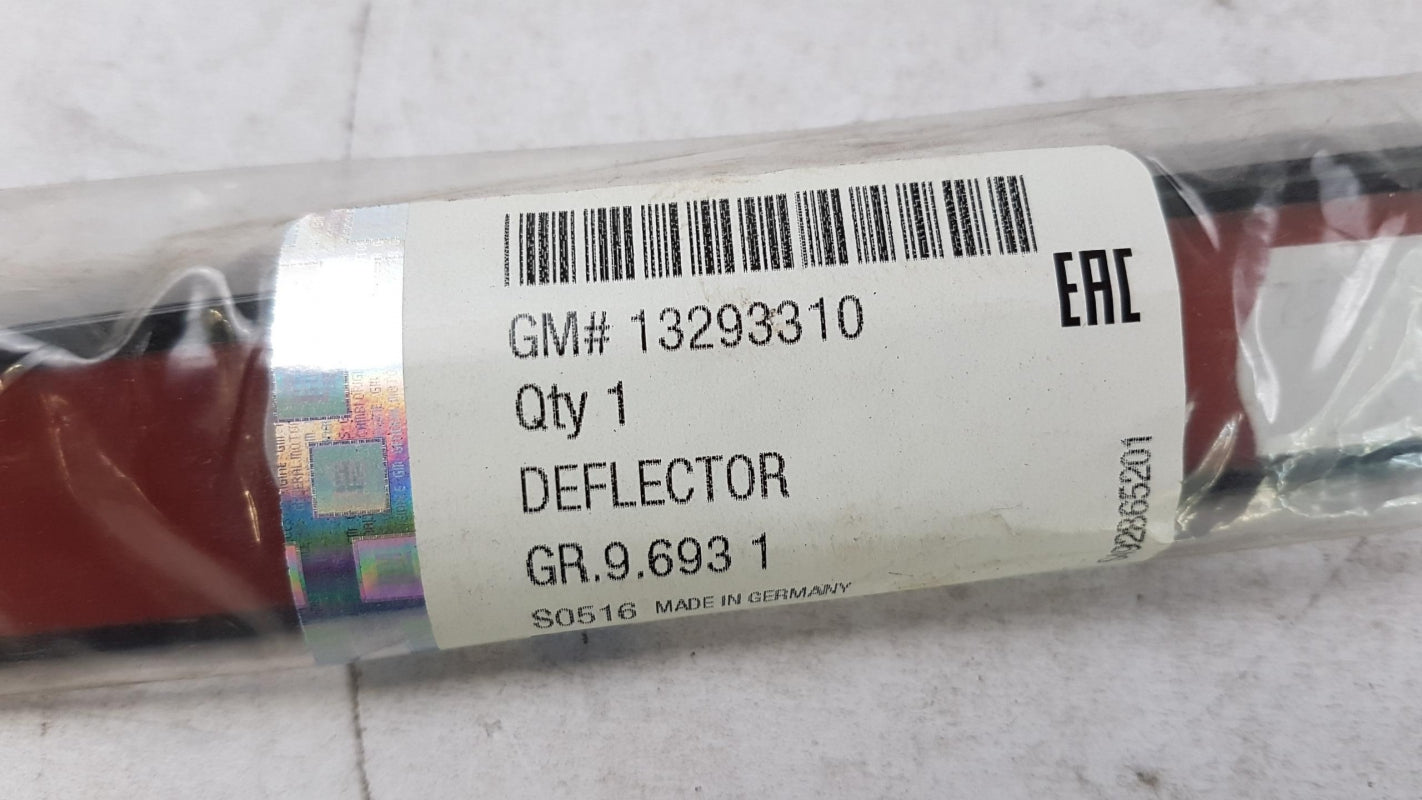 GM# 13293310
EAC
Qty 1
DEFLECTOR
GR.9.693 1
S0516 MADE IN GERMANY